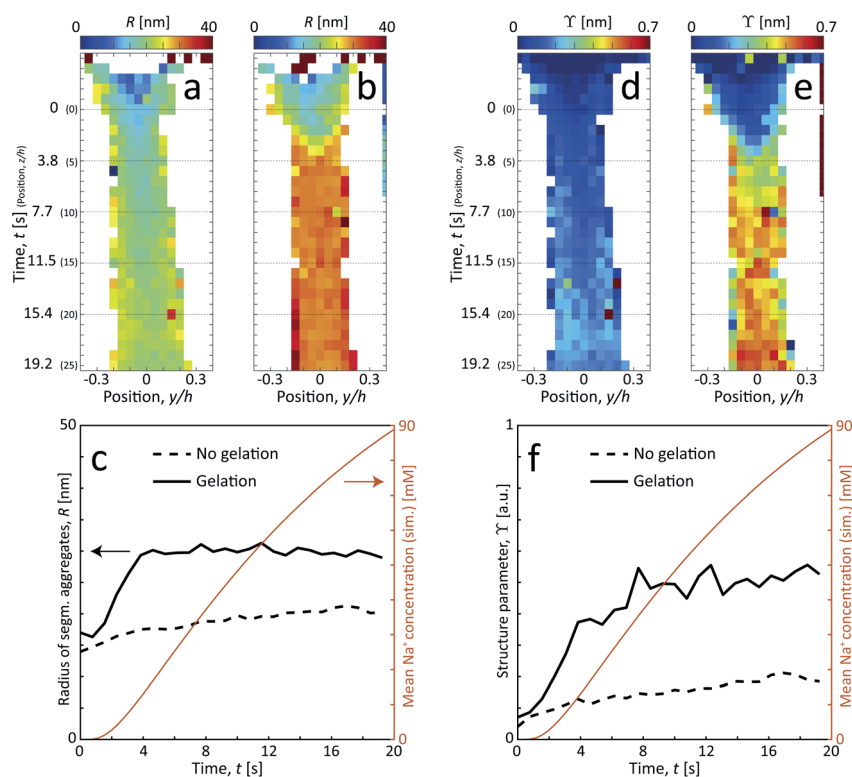 R [nm]
0 40
R [nm]
0 40
ϒ [nm]
0 0.7
ϒ [nm]
0 0.7
a
b
d
e
Time, t [s] (Position, z/h)
0 (0)
3.8 (5)
7.7 (10)
11.5 (15)
15.4 (20)
19.2 (25)
-0.3 0 0.3
Position, y/h
-0.3 0 0.3
Position, y/h
Time, t [s] (Position, z/h)
0 (0)
3.8 (5)
7.7 (10)
11.5 (15)
15.4 (20)
19.2 (25)
-0.3 0 0.3
Position, y/h
-0.3 0 0.3
Position, y/h
c
No gelation
Gelation
Radius of segm. aggregates, R [nm]
50
0
Mean Na⁺ concentration (sim.) [mM]
90
0
0 4 8 12 16 20
Time, t [s]
f
No gelation
Gelation
Structure parameter, ϒ [a.u.]
1
0
Mean Na⁺ concentration (sim.) [mM]
90
0
0 4 8 12 16 20
Time, t [s]